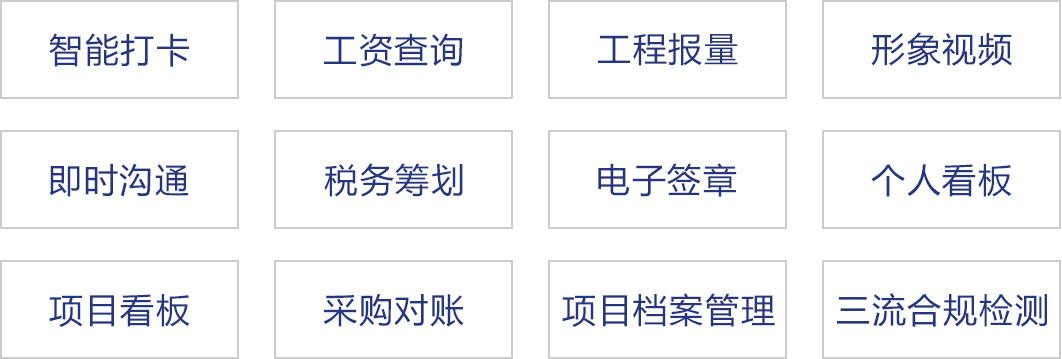 智能打卡
工资查询
工程报量
形象视频
即时沟通
税务筹划
电子签章
个人看板
项目看板
采购对账
项目档案管理
三流合规检测